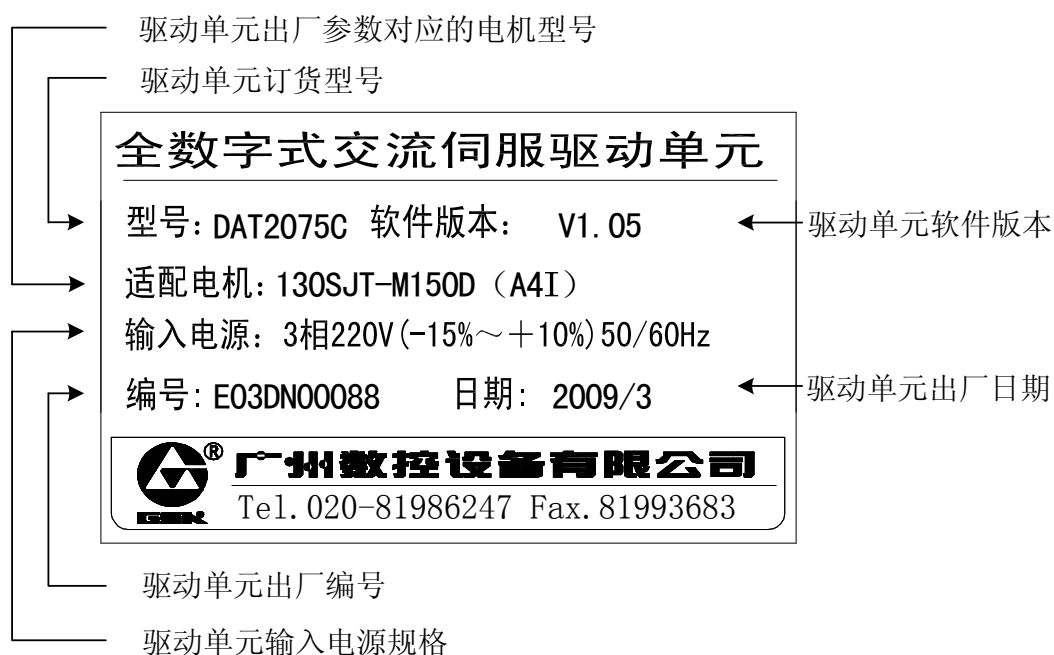 驱动单元出厂参数对应的电机型号
驱动单元订货型号
全数字式交流伺服驱动单元
型号: DAT2075C 软件版本: V1.05
驱动单元软件版本
适配电机: 130SJT-M150D（A4I）
输入电源: 3相220V(-15%～＋10%)50/60Hz
编号: E03DN00088 日期: 2009/3
驱动单元出厂日期
GSK ®
广州数控设备有限公司
Tel.020-81986247 Fax.81993683
驱动单元出厂编号
驱动单元输入电源规格